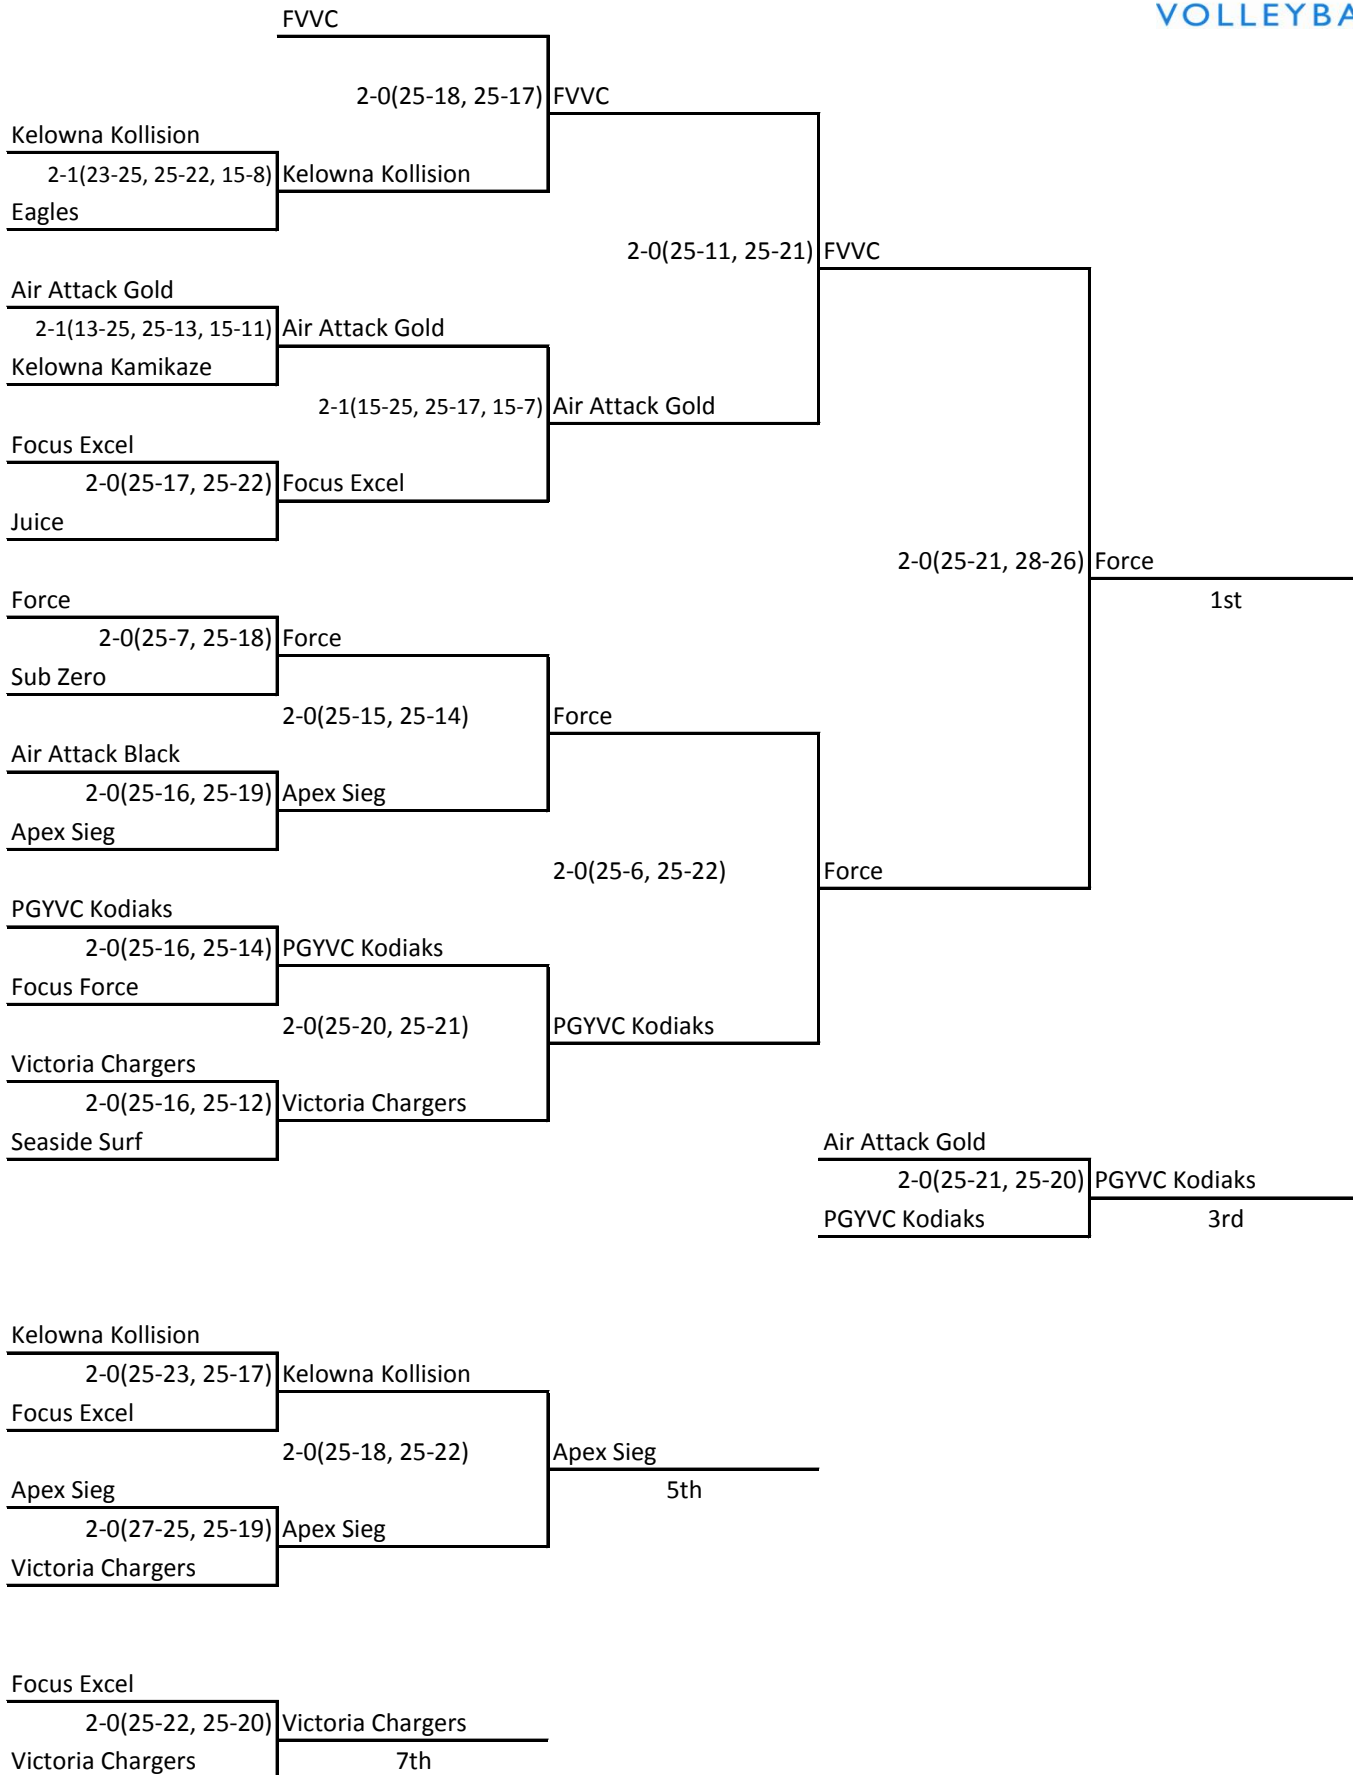 VOLLEYBA
FVVC
2-0(25-18, 25-17) FVVC
Kelowna Kollision
2-1(23-25, 25-22, 15-8) Kelowna Kollision
Eagles
2-0(25-11, 25-21) FVVC
Air Attack Gold
2-1(13-25, 25-13, 15-11) Air Attack Gold
Kelowna Kamikaze
2-1(15-25, 25-17, 15-7) Air Attack Gold
Focus Excel
2-0(25-17, 25-22) Focus Excel
Juice
2-0(25-21, 28-26) Force
Force 1st
2-0(25-7, 25-18) Force
Sub Zero
2-0(25-15, 25-14) Force
Air Attack Black
2-0(25-16, 25-19) Apex Sieg
Apex Sieg
2-0(25-6, 25-22) Force
PGYVC Kodiaks
2-0(25-16, 25-14) PGYVC Kodiaks
Focus Force
2-0(25-20, 25-21) PGYVC Kodiaks
Victoria Chargers
2-0(25-16, 25-12) Victoria Chargers
Seaside Surf Air Attack Gold
2-0(25-21, 25-20) PGYVC Kodiaks
PGYVC Kodiaks 3rd
Kelowna Kollision
2-0(25-23, 25-17) Kelowna Kollision
Focus Excel
2-0(25-18, 25-22) Apex Sieg
Apex Sieg 5th
2-0(27-25, 25-19) Apex Sieg
Victoria Chargers
Focus Excel
2-0(25-22, 25-20) Victoria Chargers
Victoria Chargers 7th